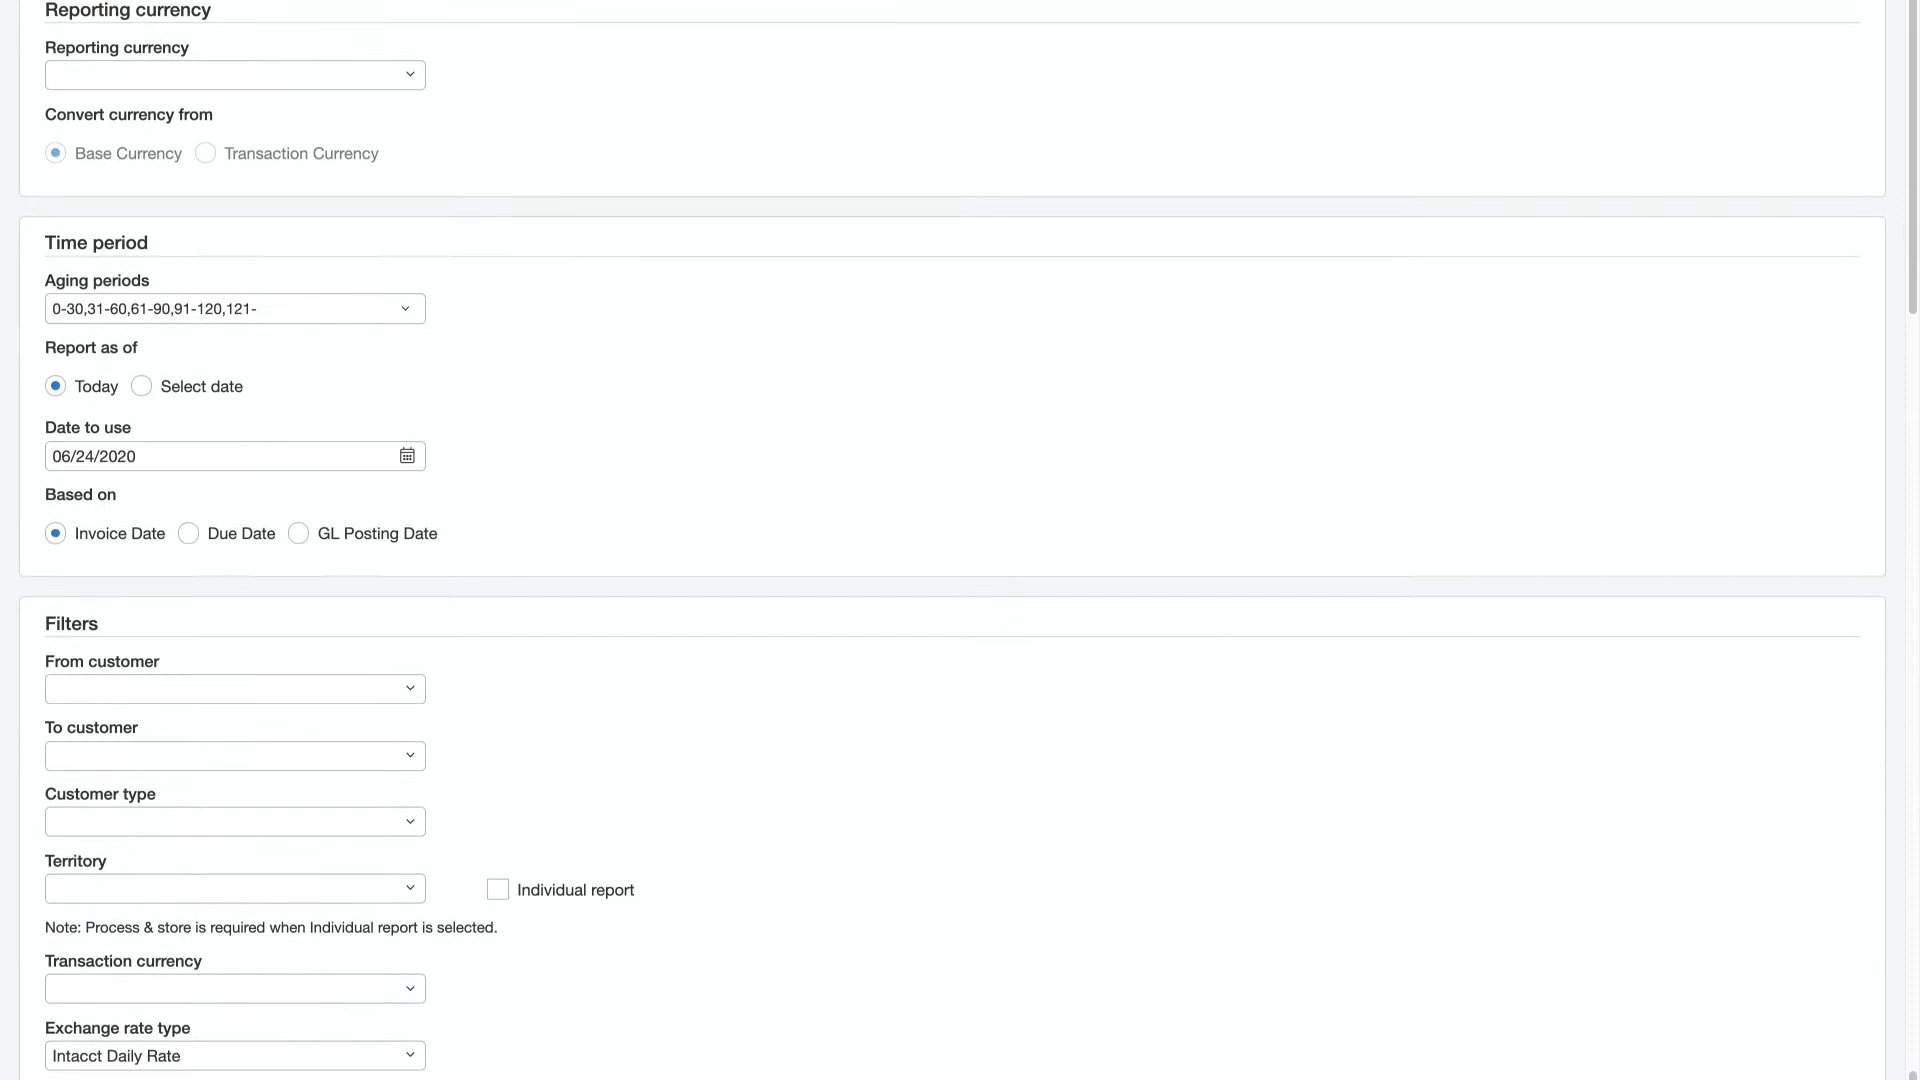 Reporting currency
Reporting currency
Convert currency from
Base Currency Transaction Currency
Time period
Aging periods
0-30,31-60,61-90,91-120,121-
Report as of
Today Select date
Date to use
06/24/2020
Based on
Invoice Date Due Date GL Posting Date
Filters
From customer
To customer
Customer type
Territory
Individual report
Note: Process & store is required when Individual report is selected.
Transaction currency
Exchange rate type
Intacct Daily Rate